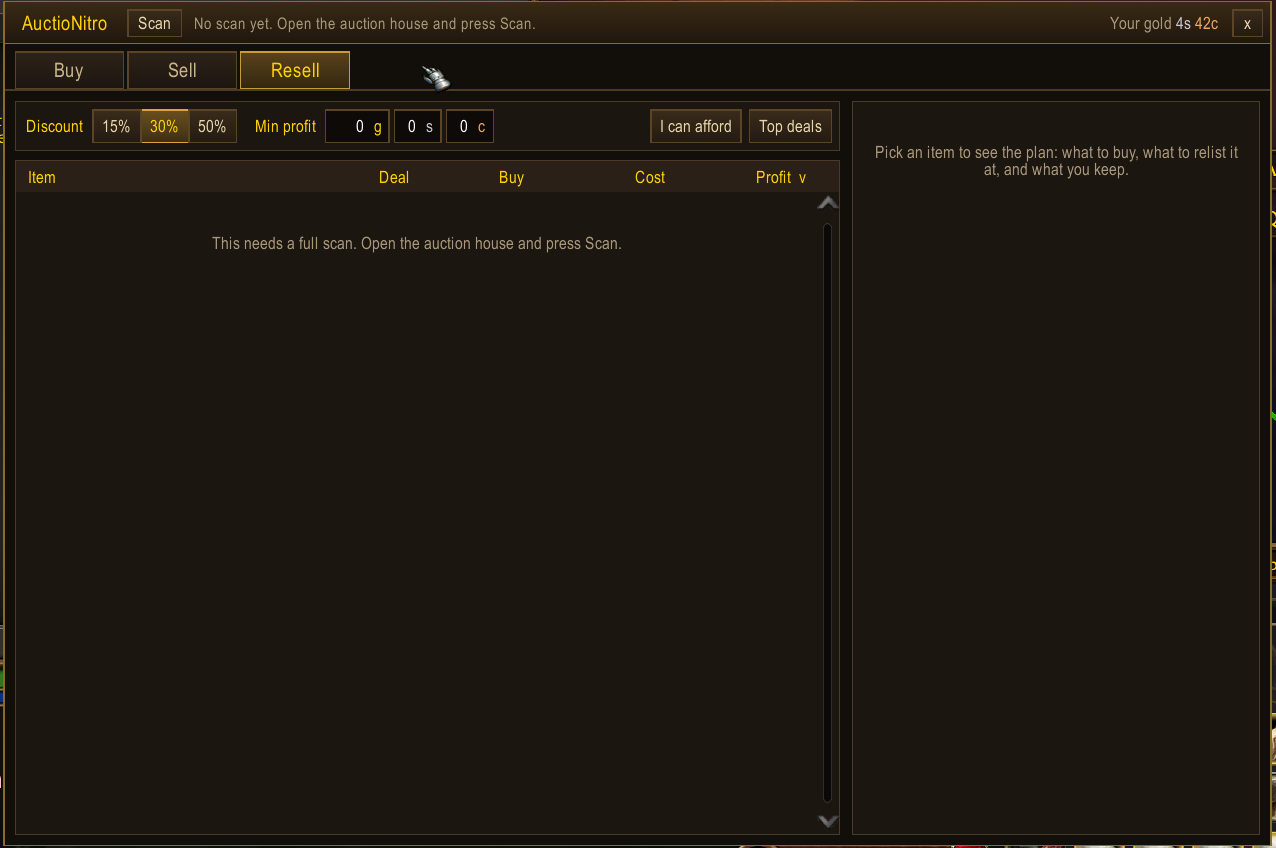 AuctioNitro Scan No scan yet. Open the auction house and press Scan. Your gold 4s 42c x
Buy Sell Resell
Discount 15% 30% 50% Min profit 0 g 0 s 0 c I can afford Top deals
Item Deal Buy Cost Profit v
This needs a full scan. Open the auction house and press Scan.
Pick an item to see the plan: what to buy, what to relist it
at, and what you keep.